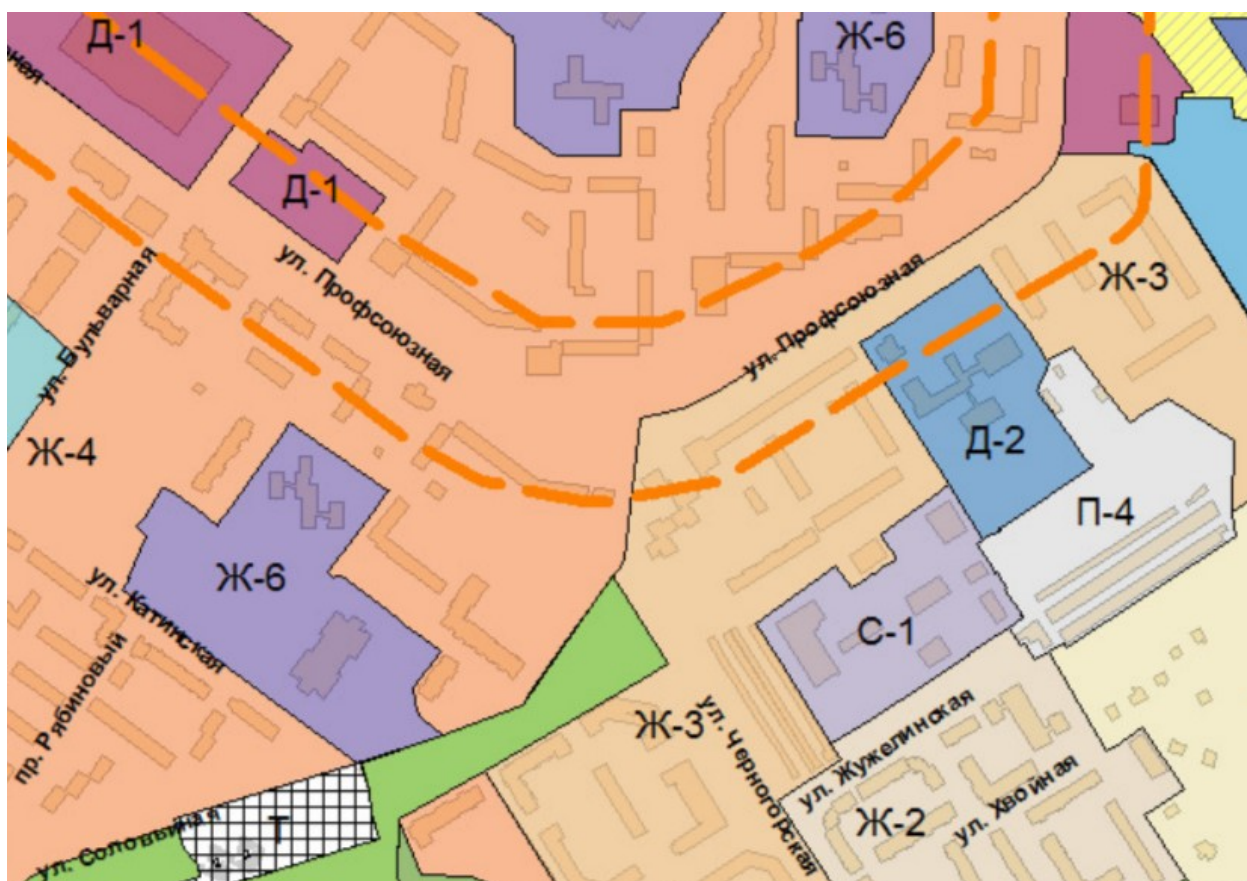 Д-1
Ж-6
ная
Д-1
ул. Профсоюзная
ул. Бульварная
Ж-3
ул. Профсоюзная
Ж-4
Д-2
П-4
Ж-6
ул. Катинская
С-1
пр. Рябиновый
Ж-3
ул. Черногорская
ул. Жужелинская
ул. Хвойная
Ж-2
Т
ул. Соловьиная